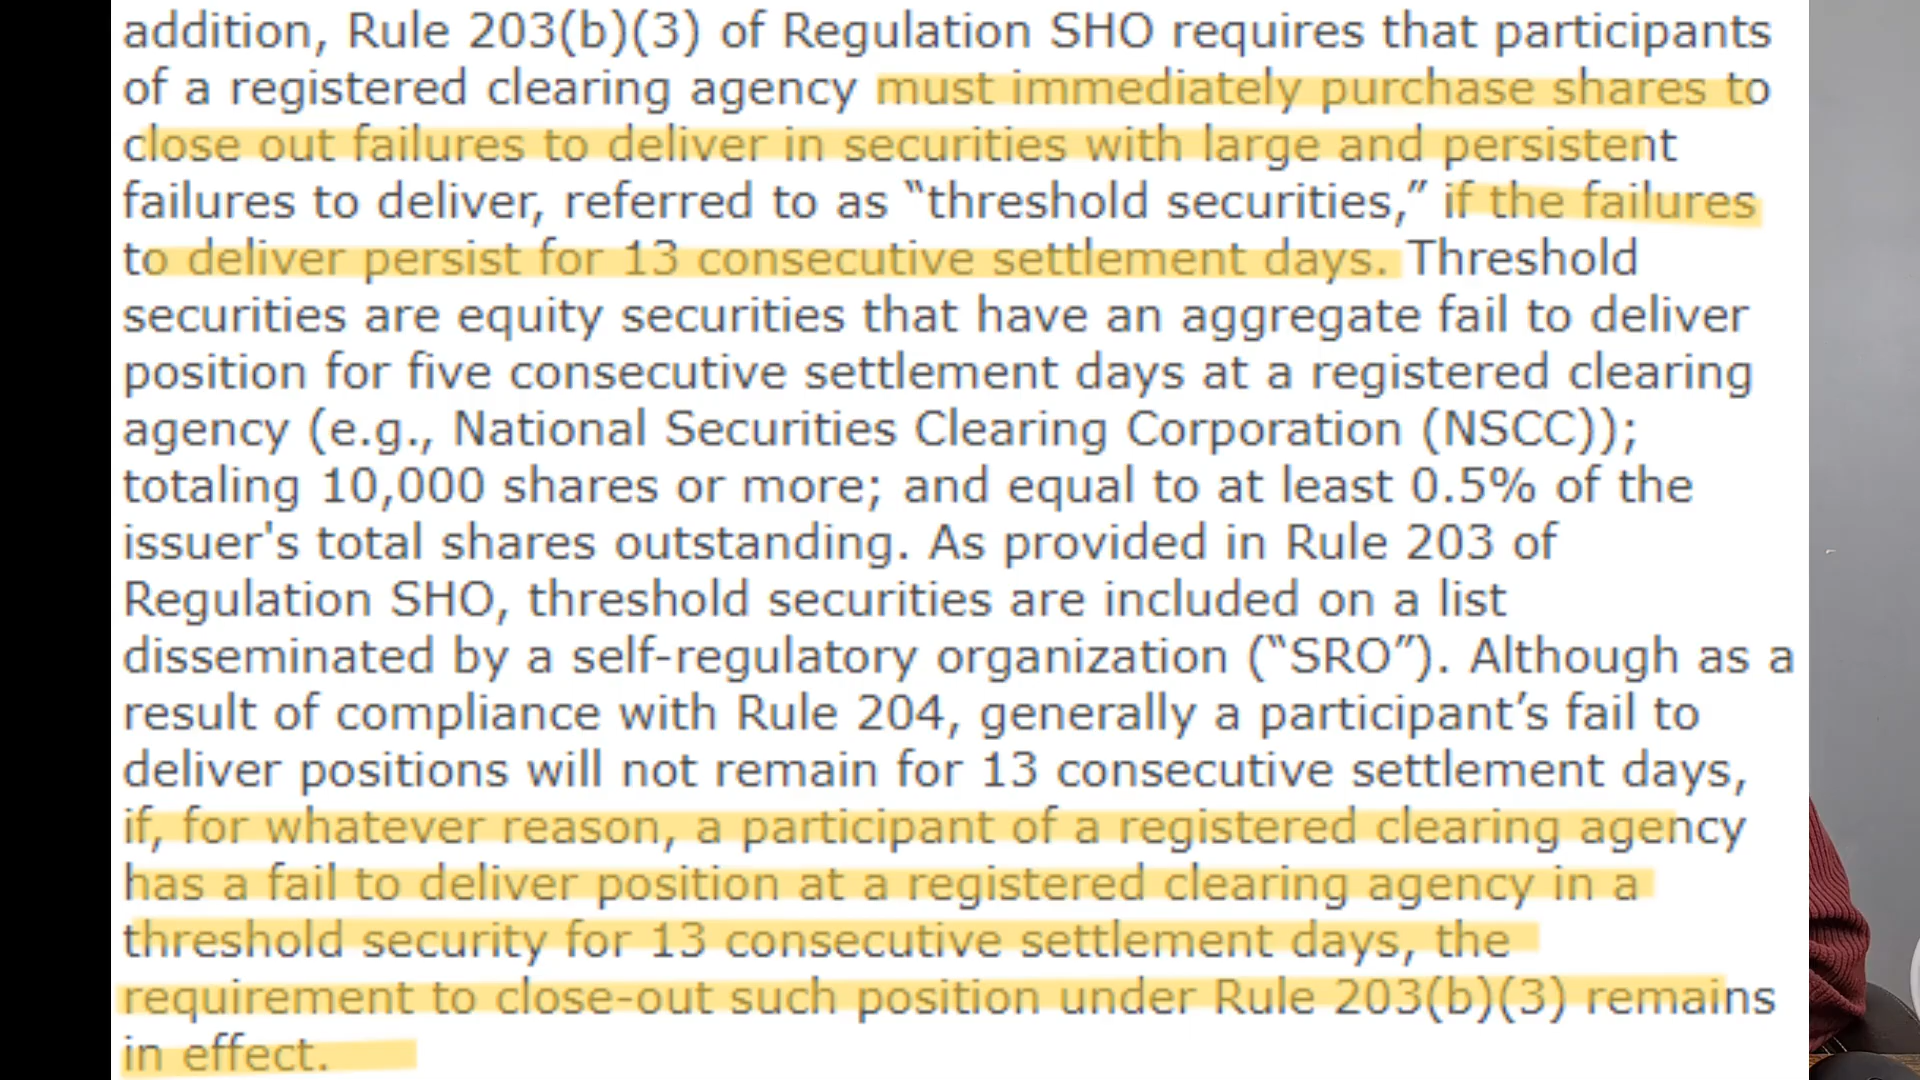 addition, Rule 203(b)(3) of Regulation SHO requires that participants
of a registered clearing agency must immediately purchase shares to
close out failures to deliver in securities with large and persistent
failures to deliver, referred to as “threshold securities,” if the failures
to deliver persist for 13 consecutive settlement days. Threshold
securities are equity securities that have an aggregate fail to deliver
position for five consecutive settlement days at a registered clearing
agency (e.g., National Securities Clearing Corporation (NSCC));
totaling 10,000 shares or more; and equal to at least 0.5% of the
issuer's total shares outstanding. As provided in Rule 203 of
Regulation SHO, threshold securities are included on a list
disseminated by a self-regulatory organization (“SRO”). Although as a
result of compliance with Rule 204, generally a participant’s fail to
deliver positions will not remain for 13 consecutive settlement days,
if, for whatever reason, a participant of a registered clearing agency
has a fail to deliver position at a registered clearing agency in a
threshold security for 13 consecutive settlement days, the
requirement to close-out such position under Rule 203(b)(3) remains
in effect.